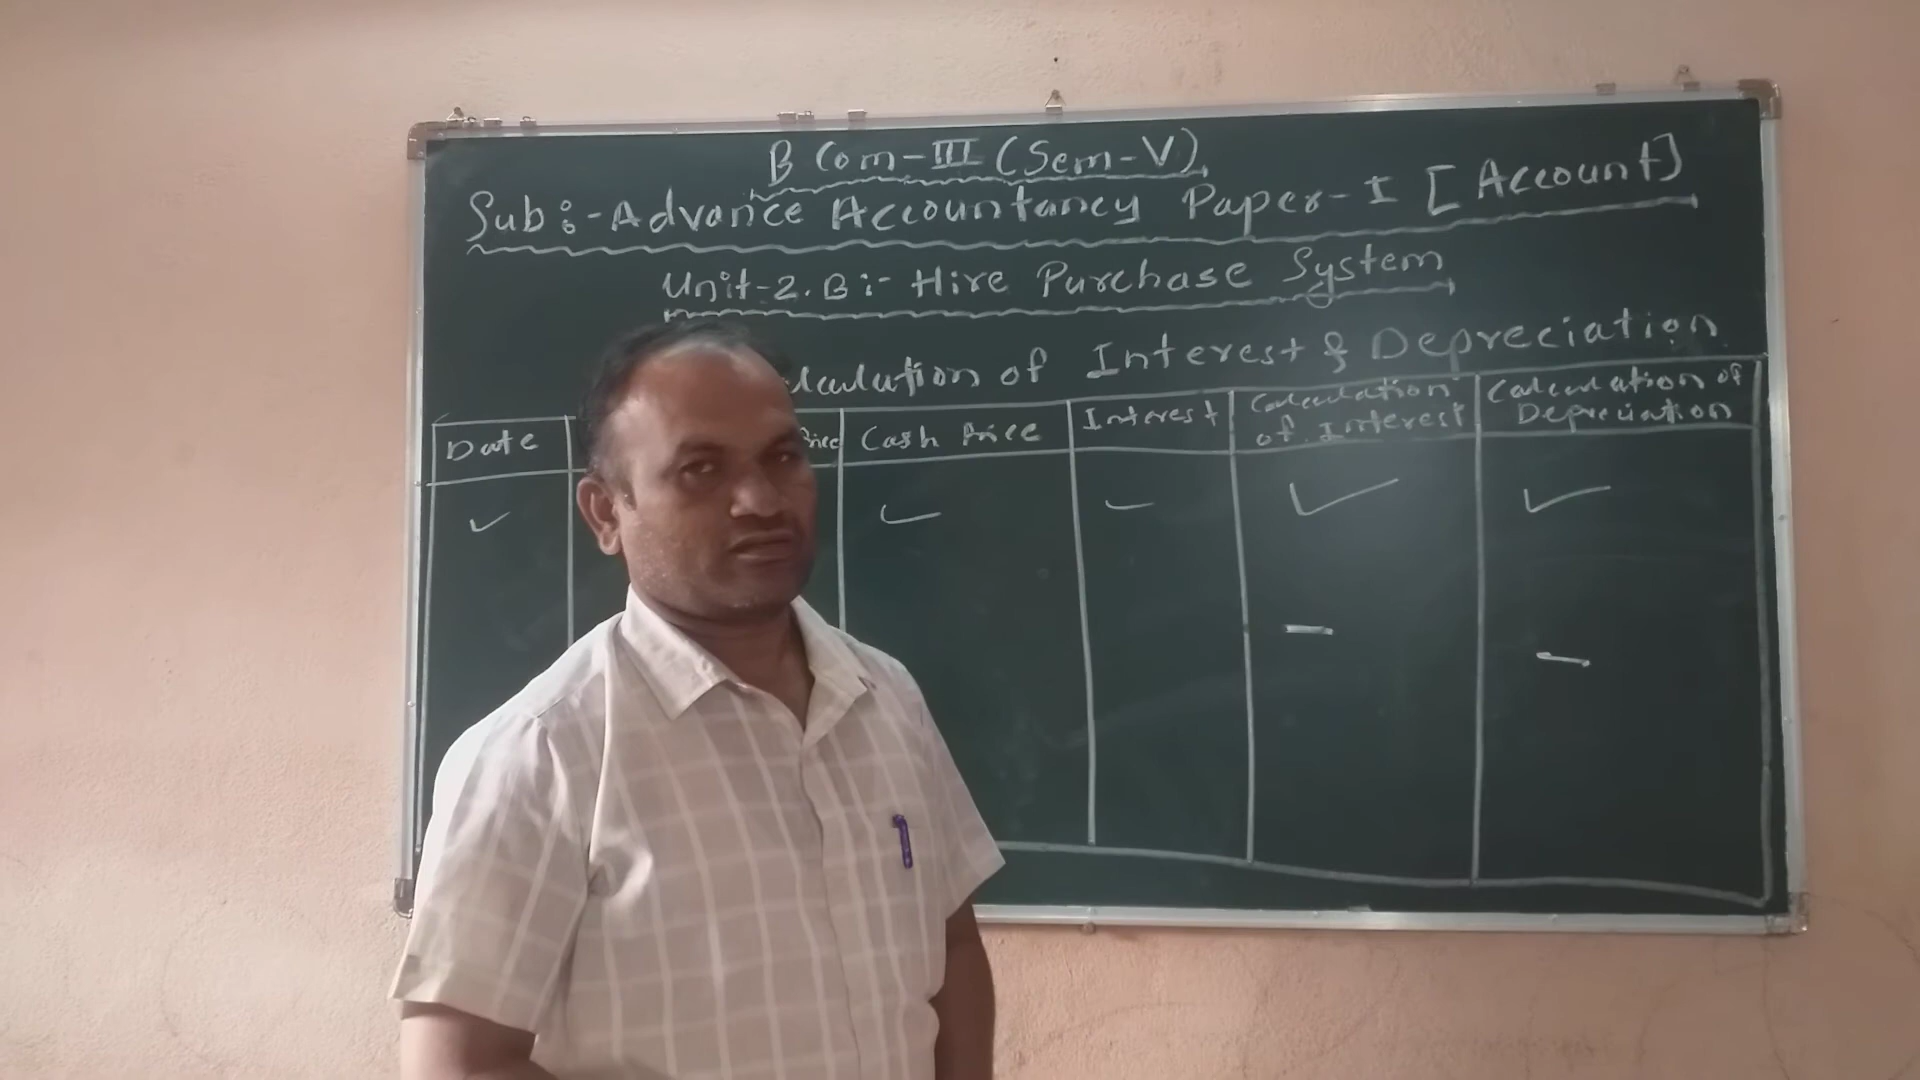 B Com-III (Sem-V)
Sub:-Advance Accountancy Paper-I [Account]
Unit-2.B:- Hire Purchase System
of Interest & Depreciation
Date Cash Price Interest Calculation of Interest Calculation of Depreciation